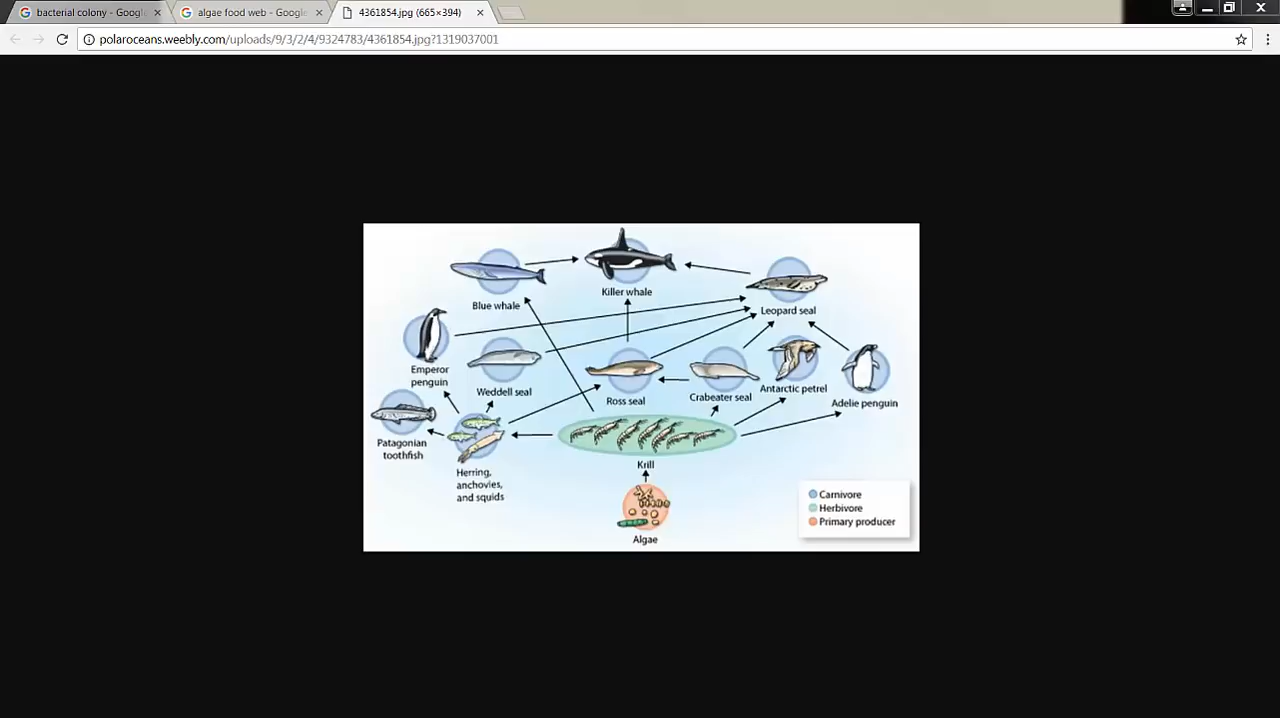 bacterial colony - Google
algae food web - Google
4361854.jpg (665×394)
polaroceans.weebly.com/uploads/9/3/2/4/9324783/4361854.jpg?1319037001
Killer whale
Blue whale
Leopard seal
Emperor
penguin
Weddell seal
Ross seal
Crabeater seal
Antarctic petrel
Adelie penguin
Patagonian
toothfish
Herring,
anchovies,
and squids
Krill
Algae
Carnivore
Herbivore
Primary producer